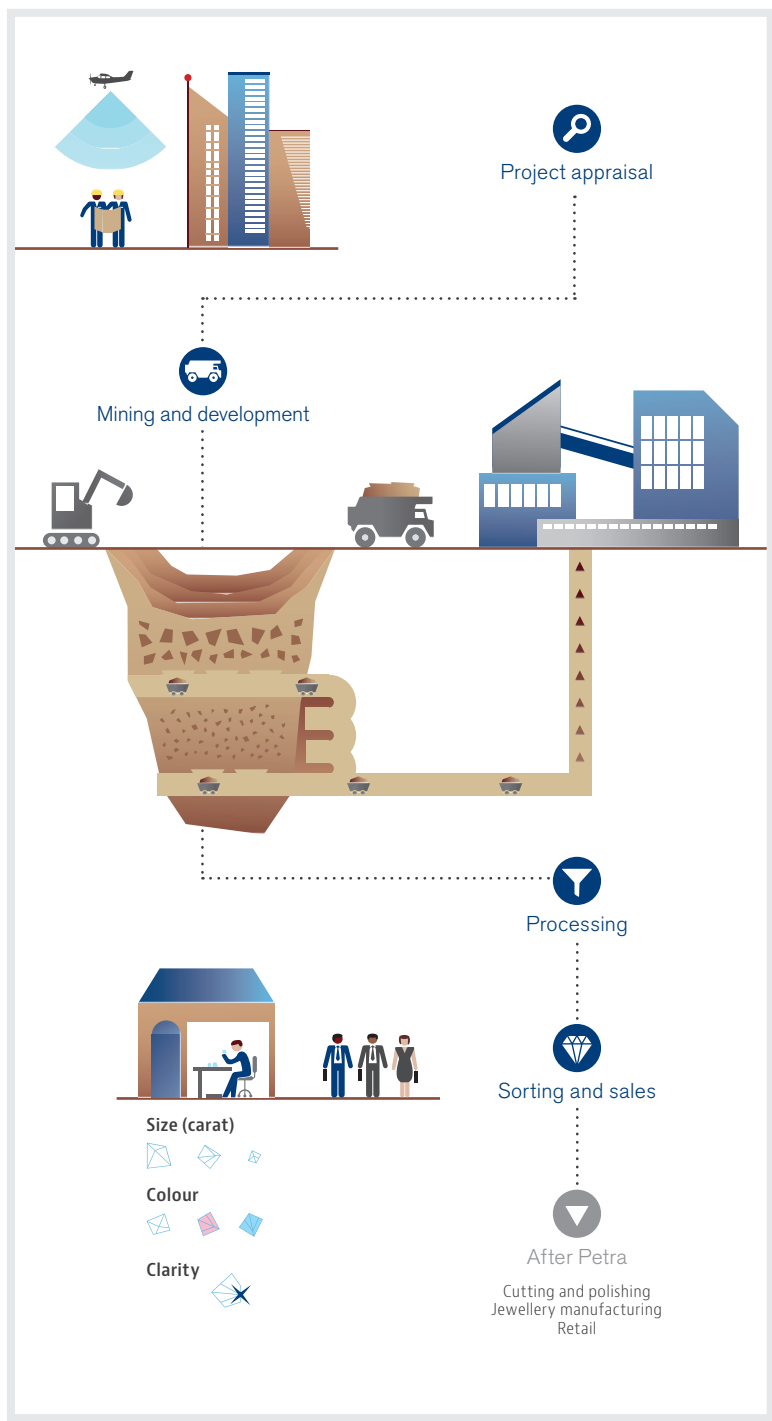 Project appraisal
Mining and development
Processing
Sorting and sales
Size (carat)
Colour
Clarity
After Petra
Cutting and polishing
Jewellery manufacturing
Retail